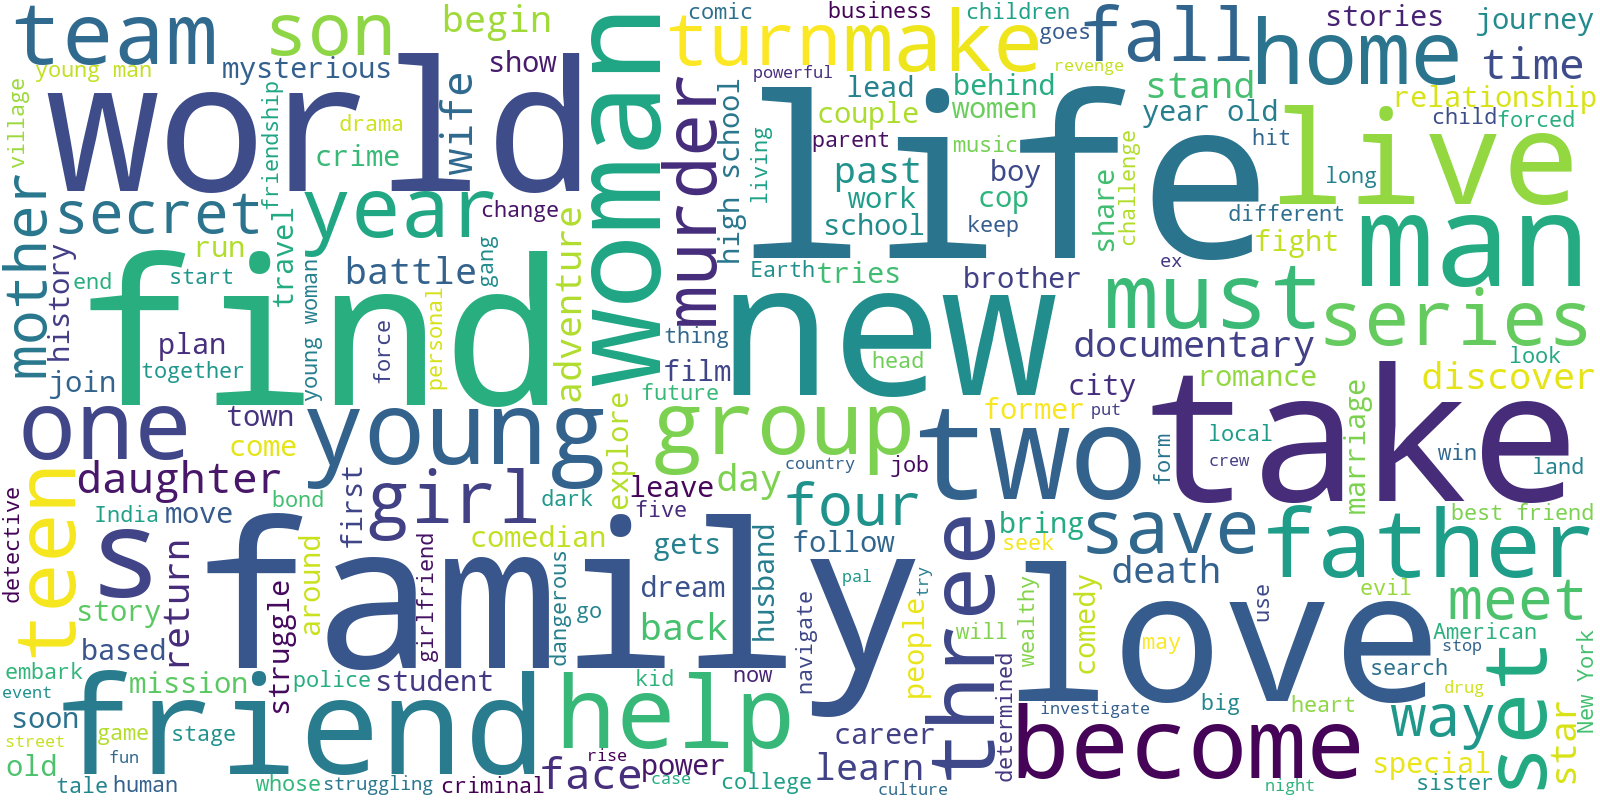 team
son
begin
comic
business
children
goes
fall
home
stories
journey
young man
mysterious
show
wife
woman
turn
make
powerful
revenge
lead
behind
stand
time
relationship
village
world
friendship
drama
crime
murder
high school
life
couple
women
year old
child
forced
parent
music
hit
live
living
past
boy
long
challenge
mother
secret
year
change
work
cop
share
different
man
school
keep
fight
run
travel
gang
adventure
Earth
tries
brother
ex
history
end
start
battle
find
young woman
personal
force
new
must
series
plan
together
thing
documentary
look
join
film
head
city
romance
discover
future
take
one
town
young
explore
group
former
put
two
marriage
come
local
form
country
job
crew
win
land
teen
daughter
girl
first
bond
dark
leave
day
detective
India
move
five
four
bring
save
father
best friend
s
family
comedian
gets
follow
seek
three
husband
death
return
around
girlfriend
dangerous
dream
pal
try
love
use
evil
meet
story
struggle
go
back
navigate
people
will
wealthy
comedy
may
American
based
search
stop
New York
embark
mission
police
student
kid
now
determined
set
drug
event
friend
help
soon
investigate
big
heart
way
star
street
game
stage
career
become
old
fun
rise
face
power
learn
special
tale
human
whose
struggling
criminal
case
college
culture
night
sister